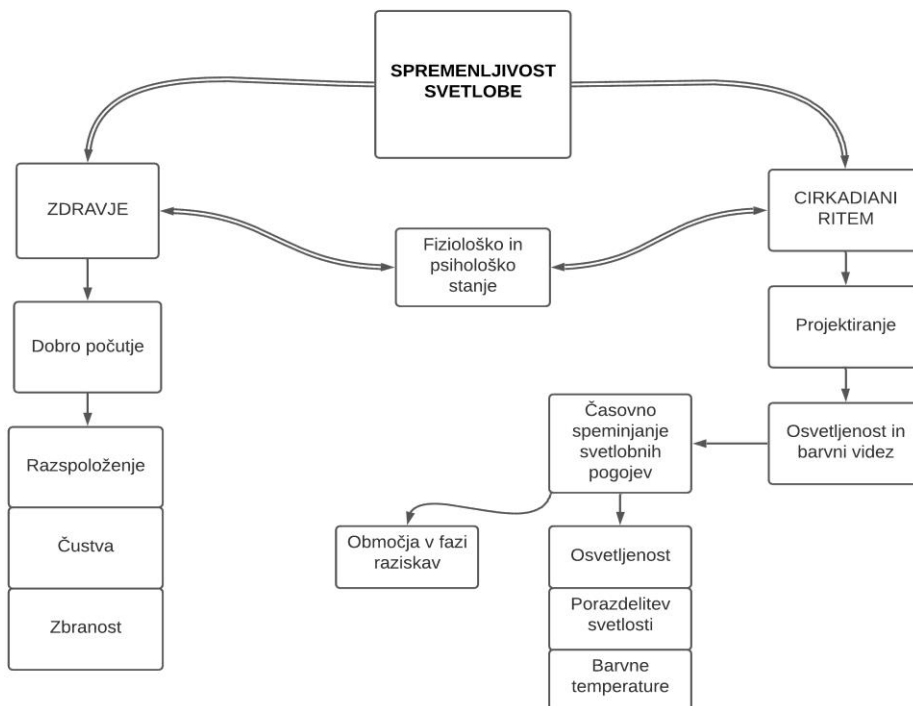 SPREMENLJIVOST
SVETLOBE
ZDRAVJE
CIRKADIANI
RITEM
Fiziološko in
psihološko
stanje
Dobro počutje
Projektiranje
Razspoloženje
Čustva
Zbranost
Časovno
speminjanje
svetlobnih
pogojev
Osvetljenost in
barvni videz
Območja v fazi
raziskav
Osvetljenost
Porazdelitev
svetlosti
Barvne
temperature